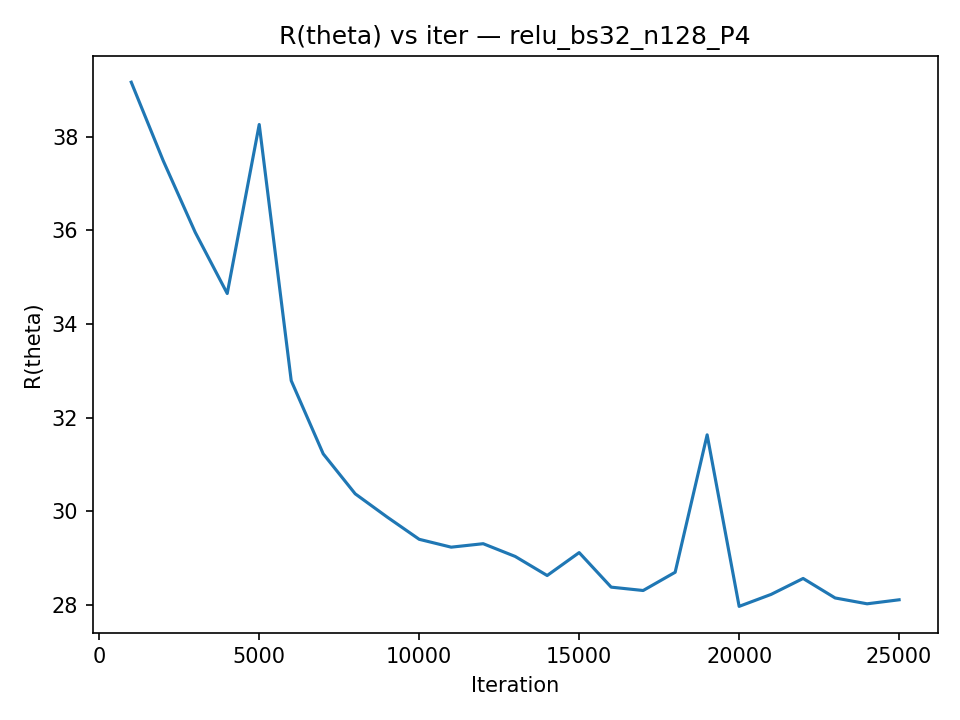 R(theta) vs iter — relu_bs32_n128_P4
R(theta)
38
36
34
32
30
28
0 5000 10000 15000 20000 25000
Iteration